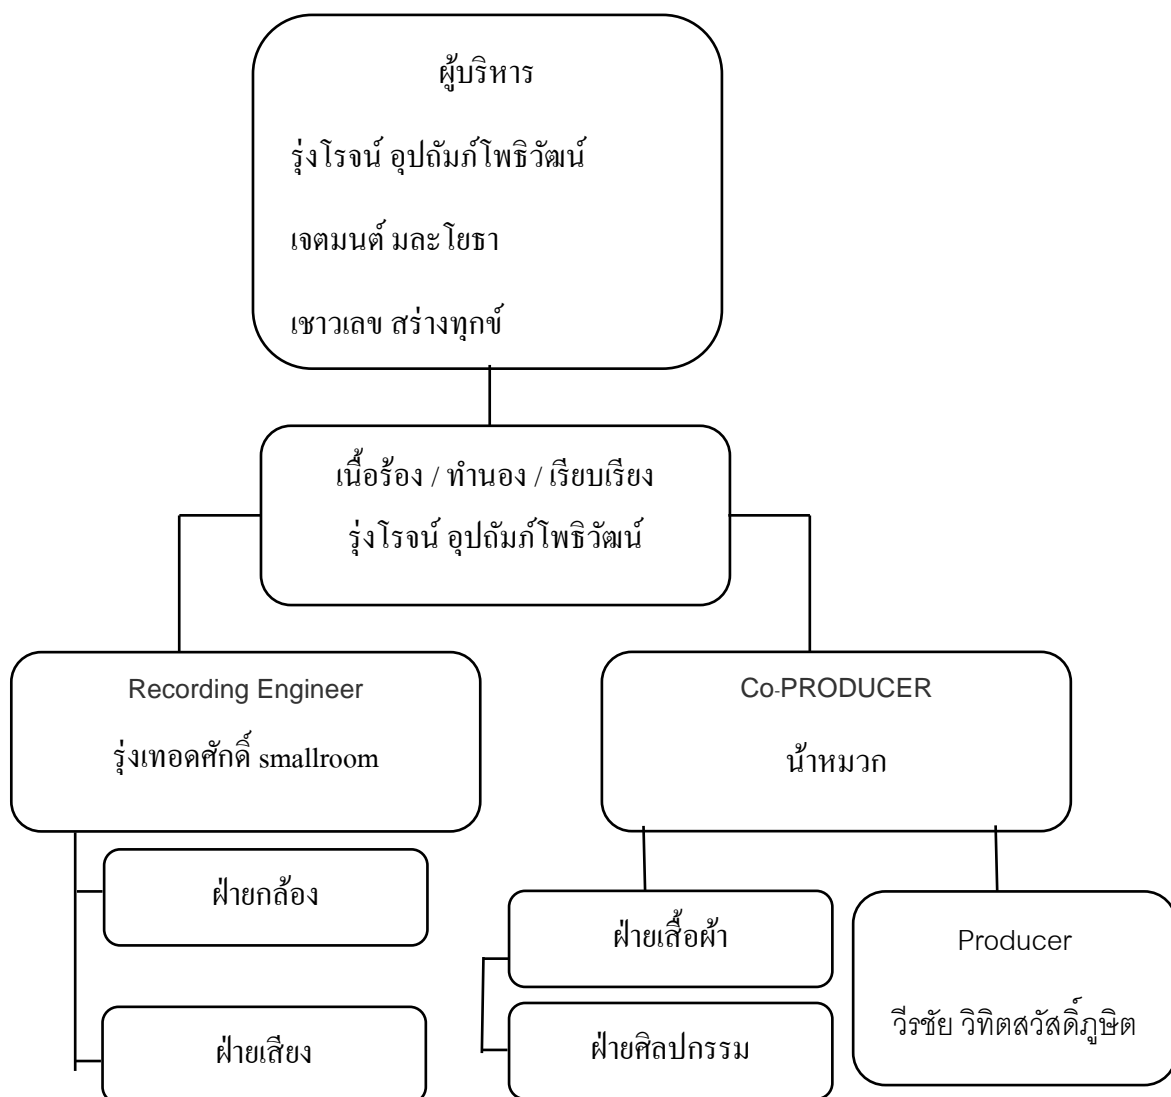 ผู้บริหาร
รุ่งโรจน์ อุปถัมภ์โพธิวัฒน์
เจตมนต์ มละโยธา
เชาวเลข สร่างทุกข์
เนื้อร้อง / ทำนอง / เรียบเรียง
รุ่งโรจน์ อุปถัมภ์โพธิวัฒน์
Recording Engineer
รุ่งเทอดศักดิ์ smallroom
Co-PRODUCER
น้าหมวก
ฝ่ายกล้อง
ฝ่ายเสียง
ฝ่ายเสื้อผ้า
ฝ่ายศิลปกรรม
Producer
วีรชัย วิทิตสวัสดิ์ภูษิต